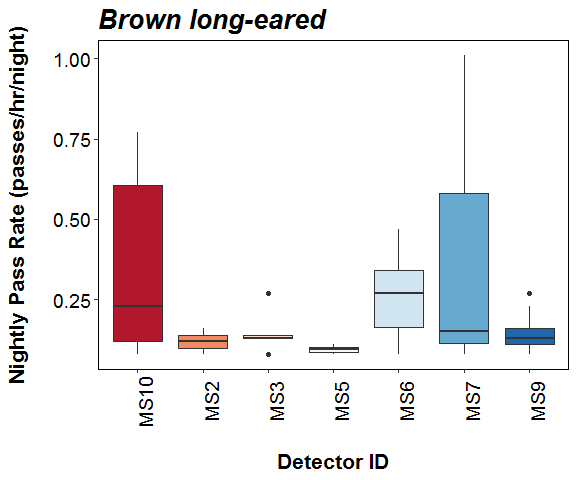 Brown long-eared
Nightly Pass Rate (passes/hr/night)
1.00
0.75
0.50
0.25
MS10
MS2
MS3
MS5
MS6
MS7
MS9
Detector ID